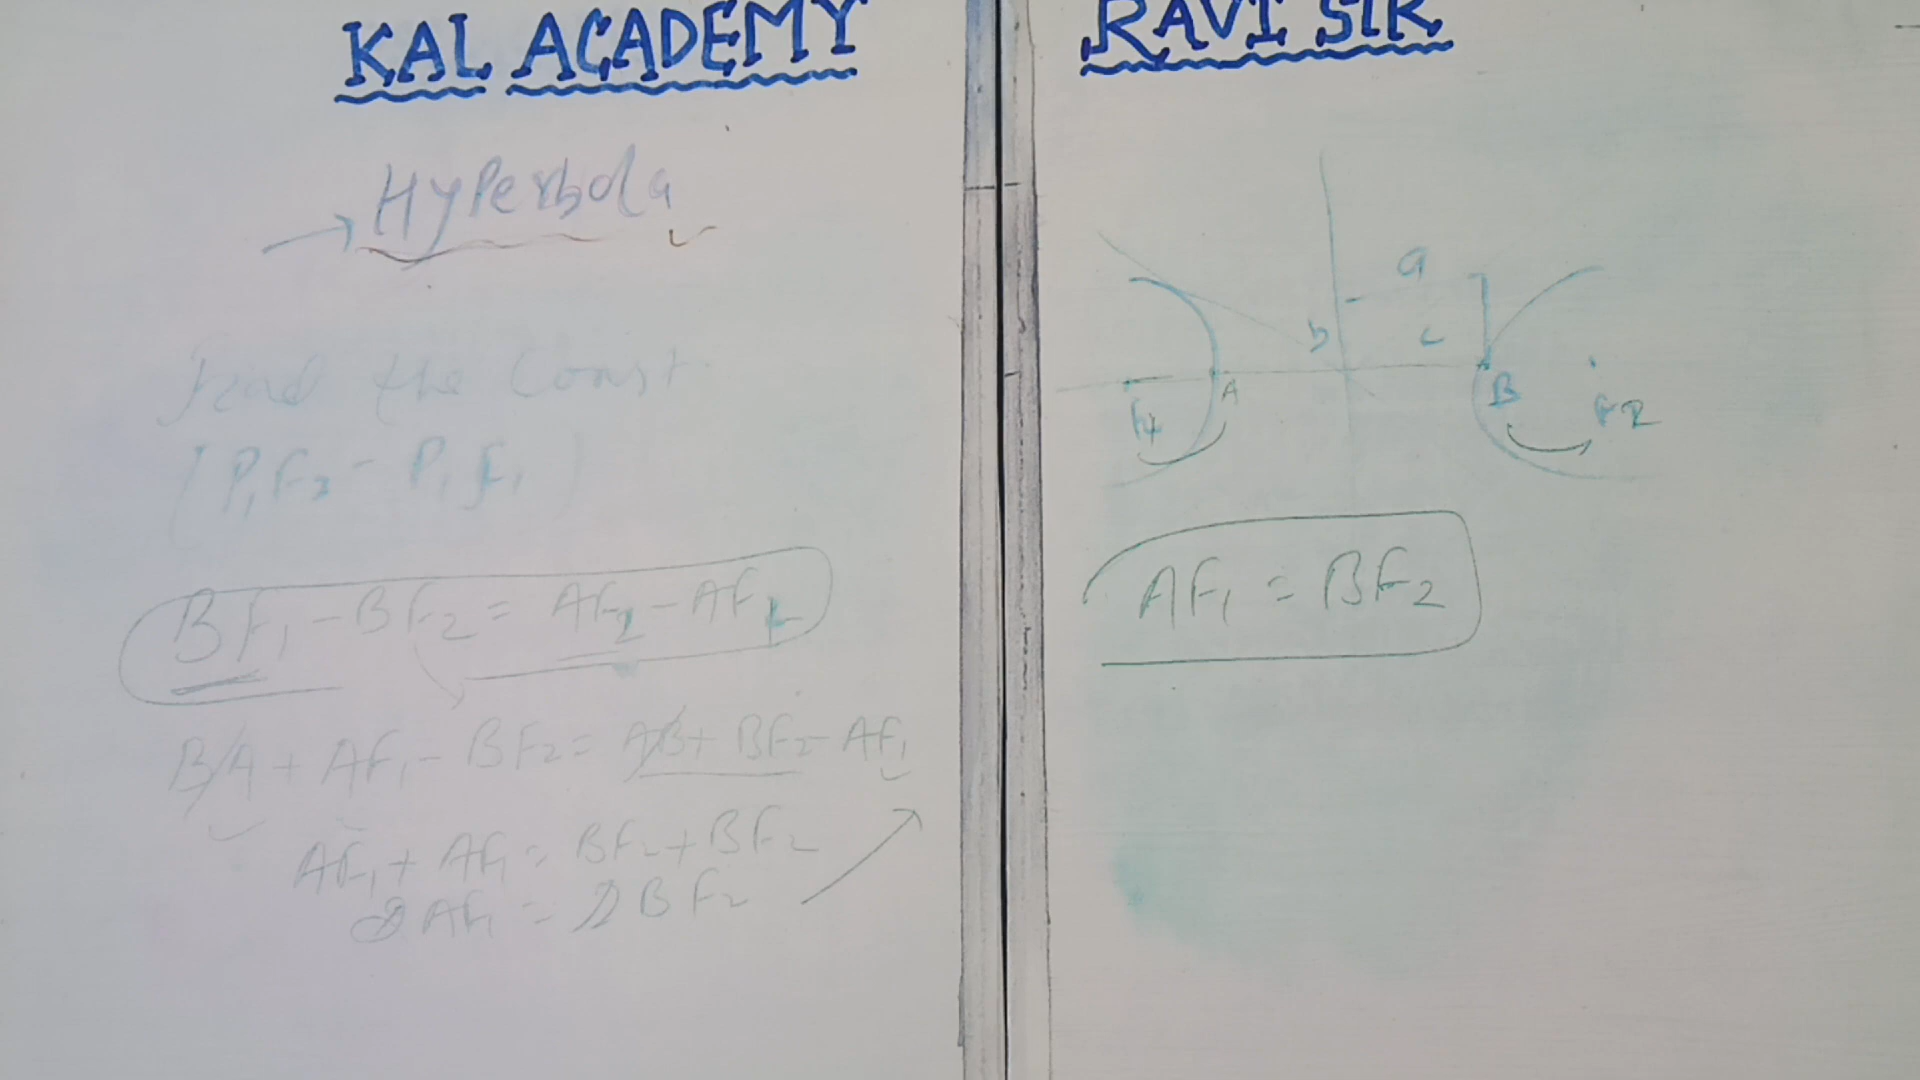 KAL ACADEMY
RAVI SIR
→ Hyperbola
Find the Const
(P₁F₂ - P₁F₁)
BF₁ - BF₂ = AF₂ - AF₁
BA + AF₁ - BF₂ = AB + BF₂ - AF₁
AF₁ + AF₁ = BF₂ + BF₂
2AF₁ = 2BF₂
a
b
c
A
B
F₁
F2
AF₁ = BF₂